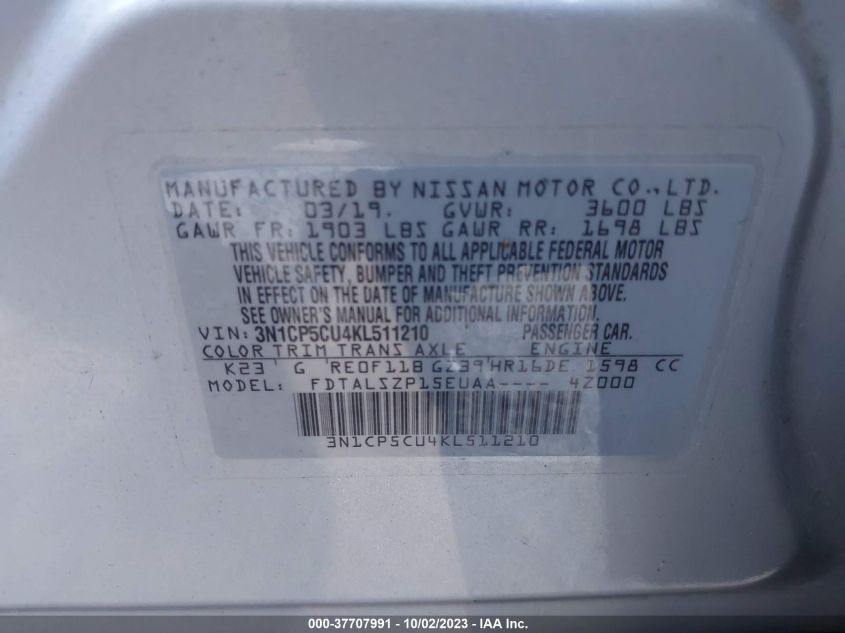 MANUFACTURED BY NISSAN MOTOR CO., LTD.
DATE: 03/19. GVWR: 3600 LBS
GAWR FR: 1903 LBS GAWR RR: 1698 LBS
THIS VEHICLE CONFORMS TO ALL APPLICABLE FEDERAL MOTOR
VEHICLE SAFETY, BUMPER AND THEFT PREVENTION STANDARDS
IN EFFECT ON THE DATE OF MANUFACTURE SHOWN ABOVE.
SEE OWNER'S MANUAL FOR ADDITIONAL INFORMATION.
VIN: 3N1CP5CU4KL511210 PASSENGER CAR.
COLOR TRIM TRANS AXLE ENGINE
K23 G RE0F11B G239 HR16DE 1598 CC
MODEL: FDTALSZP15EUAA---- 4Z000
3N1CP5CU4KL511210
000-37707991 - 10/02/2023 - IAA Inc.